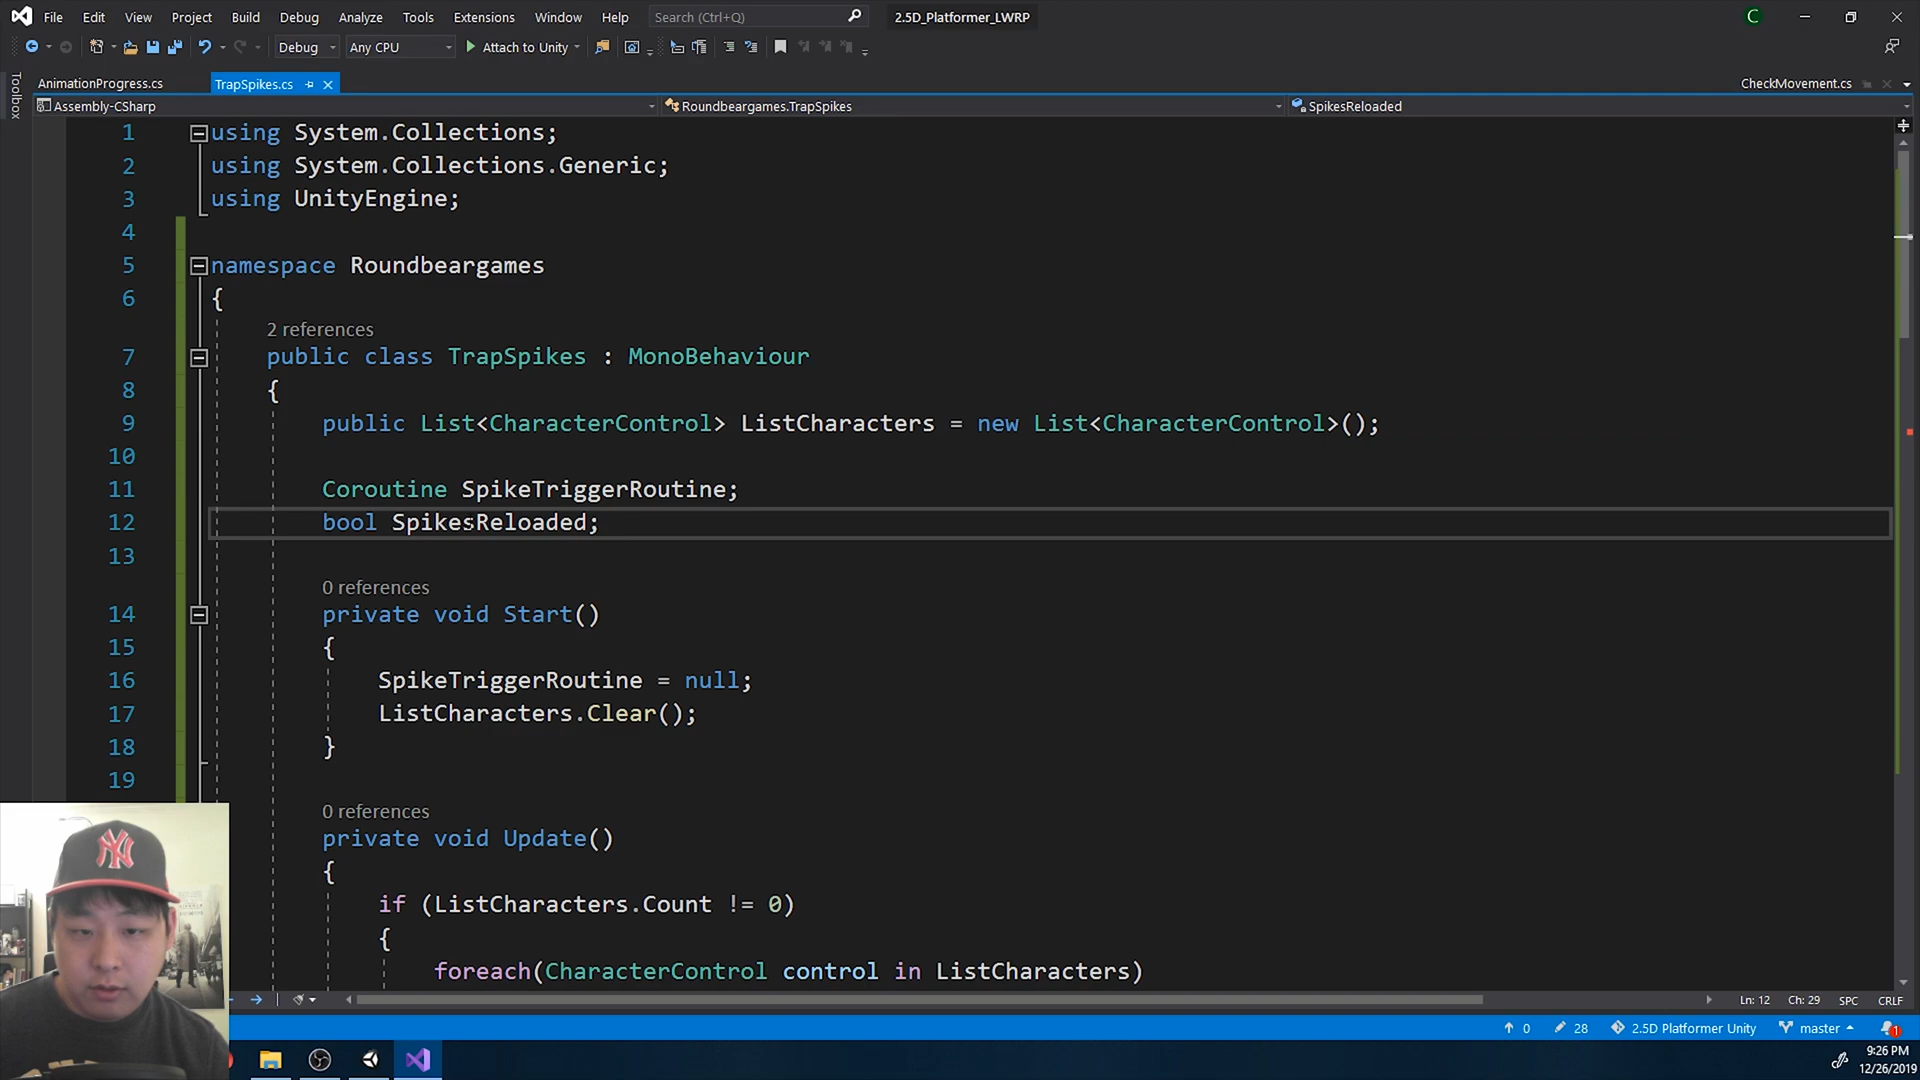 File Edit View Project Build Debug Analyze Tools Extensions Window Help Search (Ctrl+Q) 2.5D_Platformer_LWRP C
Debug Any CPU Attach to Unity
Toolbox
AnimationProgress.cs TrapSpikes.cs CheckMovement.cs
Assembly-CSharp Roundbeargames.TrapSpikes SpikesReloaded
1 using System.Collections;
2 using System.Collections.Generic;
3 using UnityEngine;
4
5 namespace Roundbeargames
6 {
2 references
7 public class TrapSpikes : MonoBehaviour
8 {
9 public List<CharacterControl> ListCharacters = new List<CharacterControl>();
10
11 Coroutine SpikeTriggerRoutine;
12 bool SpikesReloaded;
13
0 references
14 private void Start()
15 {
16 SpikeTriggerRoutine = null;
17 ListCharacters.Clear();
18 }
19
0 references
private void Update()
{
if (ListCharacters.Count != 0)
{
foreach(CharacterControl control in ListCharacters)
Ln: 12 Ch: 29 SPC CRLF
0 28 2.5D Platformer Unity master 1
9:26 PM
12/26/2019